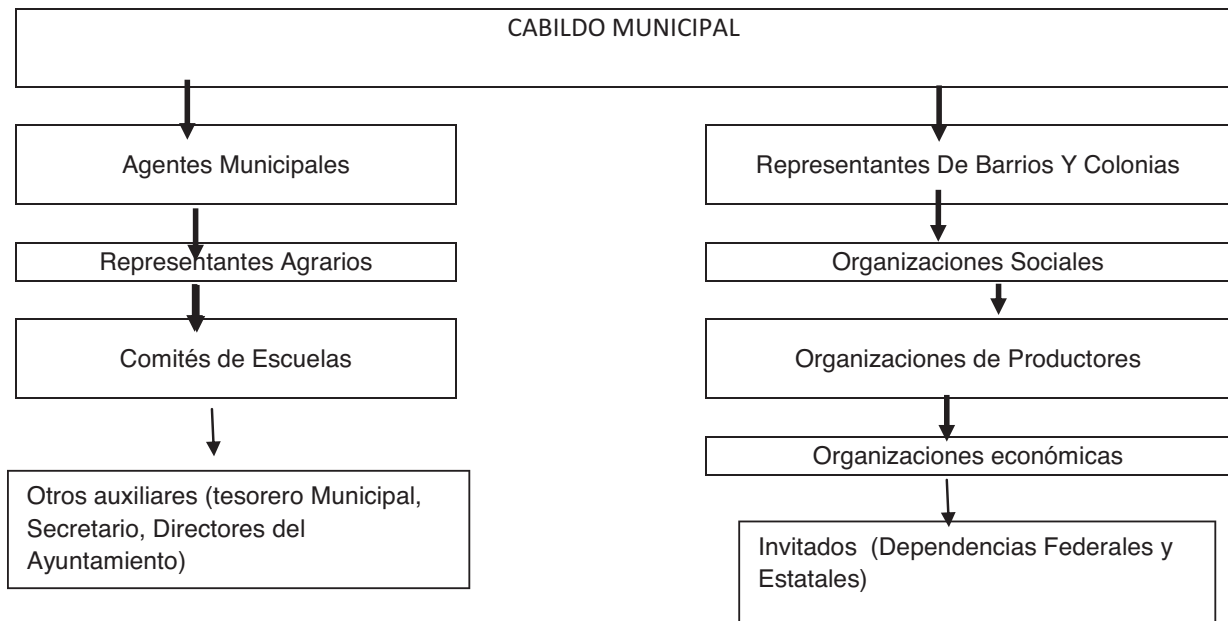 CABILDO MUNICIPAL
Agentes Municipales
Representantes Agrarios
Comités de Escuelas
Otros auxiliares (tesorero Municipal,
Secretario, Directores del
Ayuntamiento)
Representantes De Barrios Y Colonias
Organizaciones Sociales
Organizaciones de Productores
Organizaciones económicas
Invitados (Dependencias Federales y
Estatales)